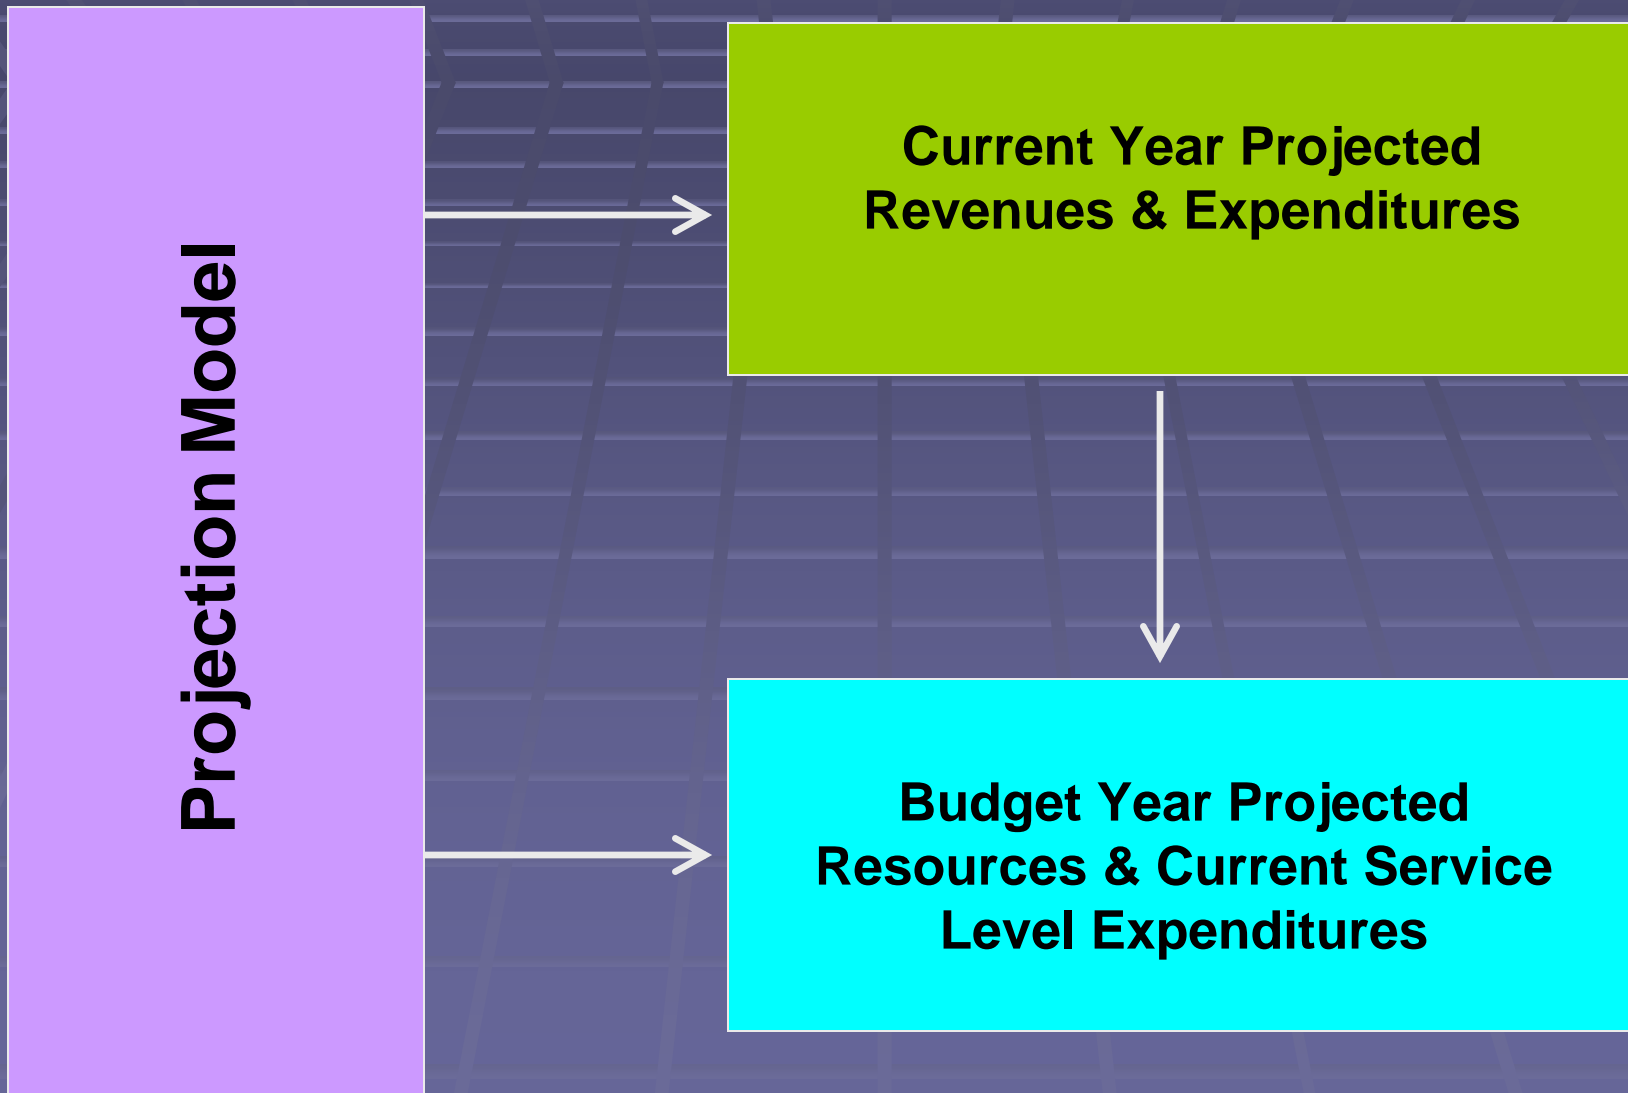 Projection Model
Current Year Projected
Revenues & Expenditures
Budget Year Projected
Resources & Current Service
Level Expenditures